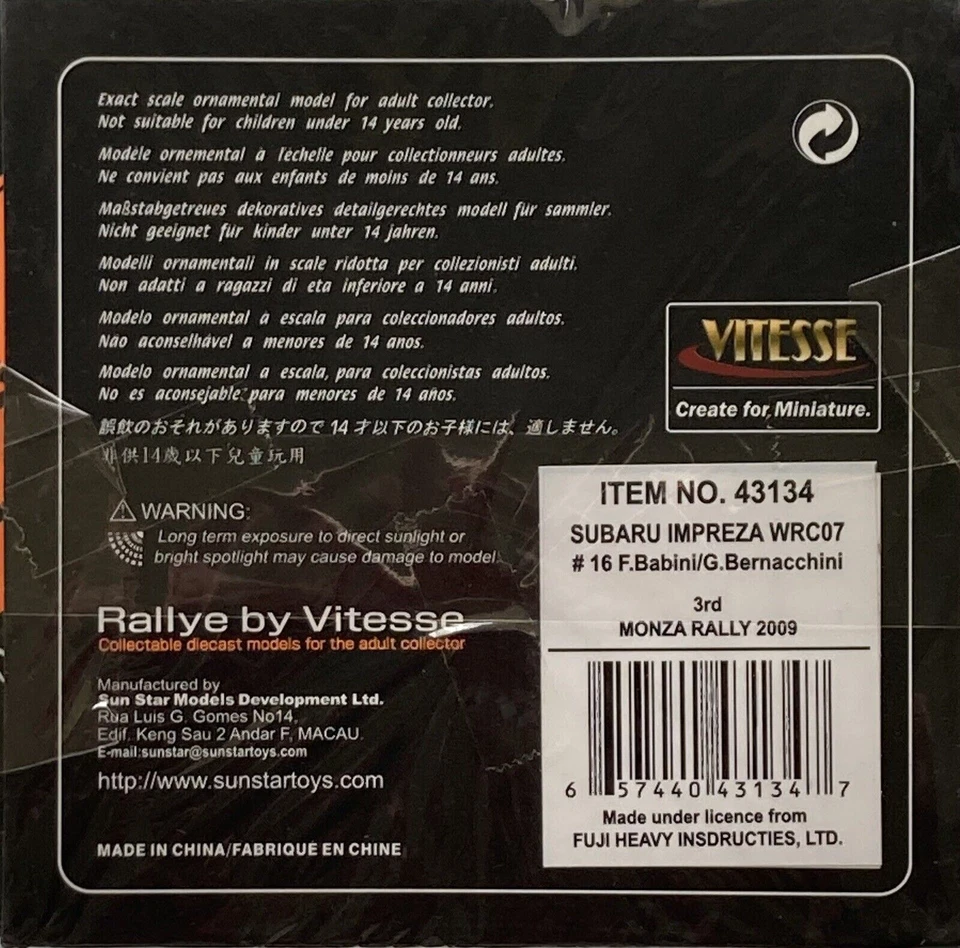 Exact scale ornamental model for adult collector.
Not suitable for children under 14 years old.
Modèle ornemental à l'echelle pour collectionneurs adultes.
Ne convient pas aux enfants de moins de 14 ans.
Maßstabgetreues dekoratives detailgerechtes modell für sammler.
Nicht geeignet für kinder unter 14 jahren.
Modelli ornamentali in scale ridotta per collezionisti adulti.
Non adatti a ragazzi di eta inferiore a 14 anni.
Modelo ornamental à escala para coleccionadores adultos.
Não aconselhável a menores de 14 anos.
Modelo ornamental a escala, para coleccionistas adultos.
No es aconsejable para menores de 14 años.
誤飲のおそれがありますので 14 才以下のお子様には、適しません。
非供14歲以下兒童玩用
VITESSE
Create for Miniature.
WARNING:
Long term exposure to direct sunlight or
bright spotlight may cause damage to model.
Rallye by Vitesse
Collectable diecast models for the adult collector
Manufactured by
Sun Star Models Development Ltd.
Rua Luis G. Gomes No14,
Edif. Keng Sau 2 Andar F, MACAU.
E-mail:sunstar@sunstartoys.com
http://www.sunstartoys.com
MADE IN CHINA/FABRIQUÉ EN CHINE
ITEM NO. 43134
SUBARU IMPREZA WRC07
# 16 F.Babini/G.Bernacchini
3rd
MONZA RALLY 2009
6 57440 43134 7
Made under licence from
FUJI HEAVY INSDRUCTIES, LTD.